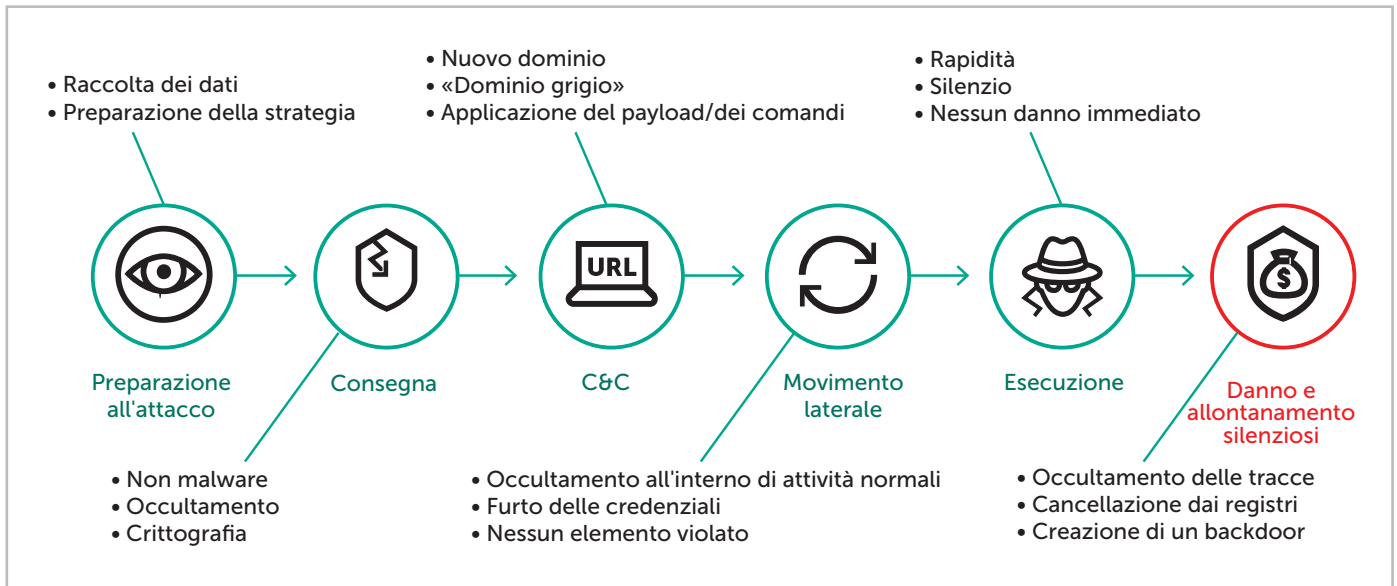 • Raccolta dei dati
• Preparazione della strategia
• Nuovo dominio
• «Dominio grigio»
• Applicazione del payload/dei comandi
• Rapidità
• Silenzio
• Nessun danno immediato
URL
$
Preparazione
all'attacco
Consegna
C&C
Movimento
laterale
Esecuzione
Danno e
allontanamento
silenziosi
• Non malware
• Occultamento
• Crittografia
• Occultamento all'interno di attività normali
• Furto delle credenziali
• Nessun elemento violato
• Occultamento delle tracce
• Cancellazione dai registri
• Creazione di un backdoor